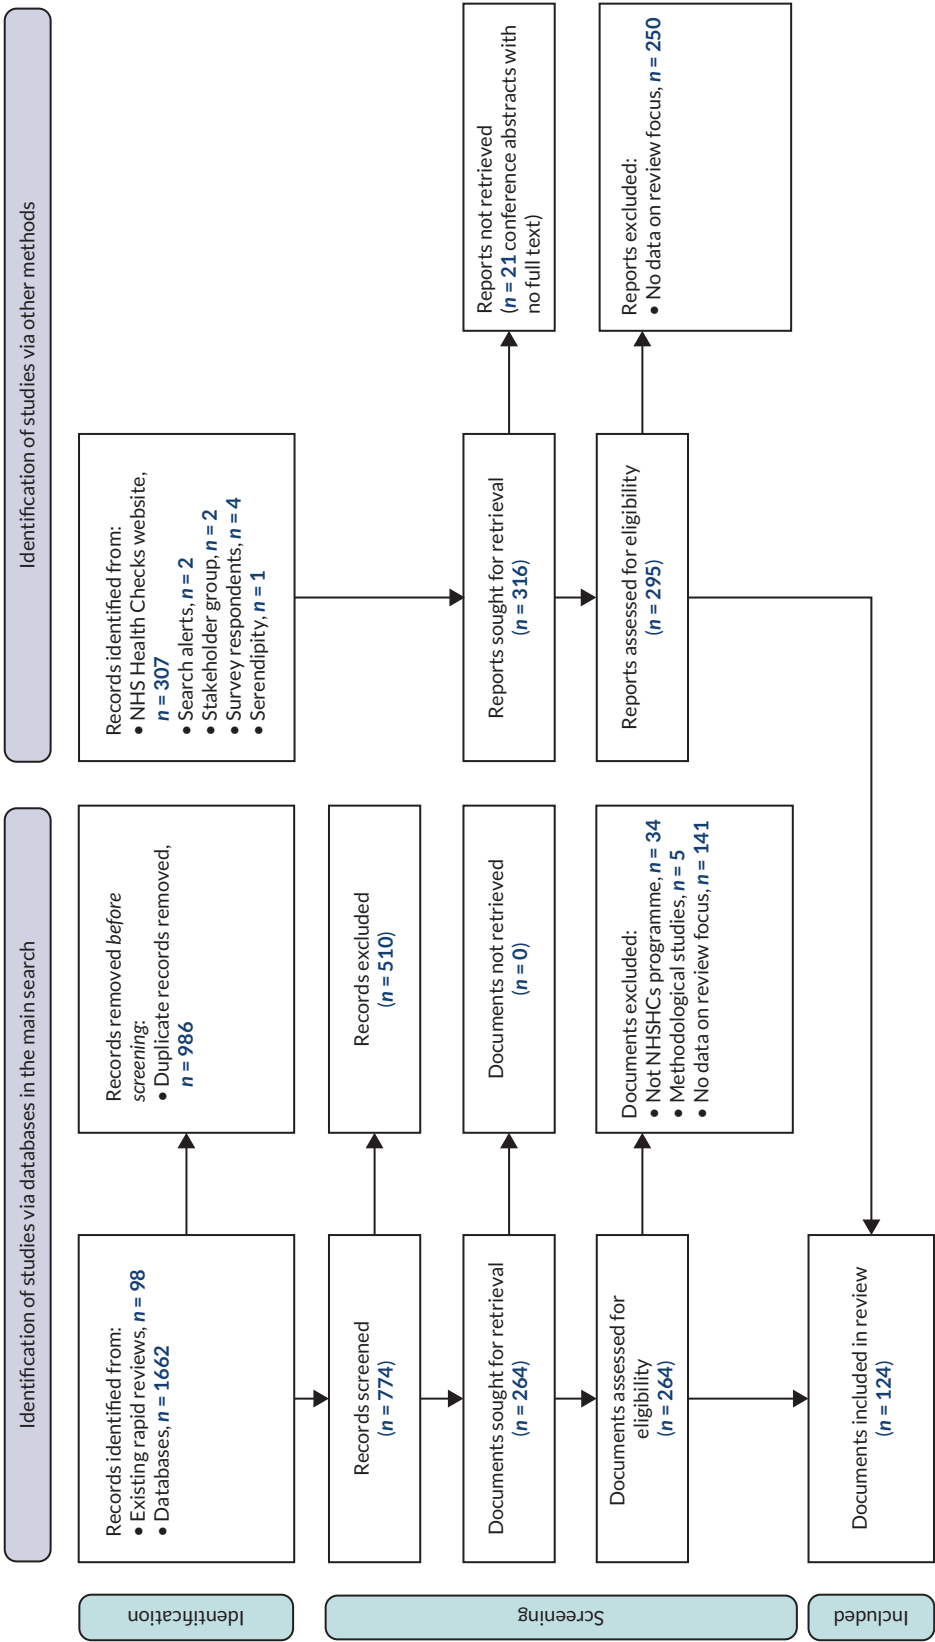 Identification of studies via databases in the main search
Identification of studies via other methods
Identification
Records identified from:
• Existing rapid reviews, n = 98
• Databases, n = 1662
Records removed before
screening:
• Duplicate records removed,
n = 986
Records identified from:
• NHS Health Checks website,
n = 307
• Search alerts, n = 2
• Stakeholder group, n = 2
• Survey respondents, n = 4
• Serendipity, n = 1
Screening
Records screened
(n = 774)
Records excluded
(n = 510)
Documents sought for retrieval
(n = 264)
Documents not retrieved
(n = 0)
Reports sought for retrieval
(n = 316)
Reports not retrieved
(n = 21 conference abstracts with
no full text)
Documents assessed for
eligibility
(n = 264)
Documents excluded:
• Not NHSHCs programme, n = 34
• Methodological studies, n = 5
• No data on review focus, n = 141
Reports assessed for eligibility
(n = 295)
Reports excluded:
• No data on review focus, n = 250
Included
Documents included in review
(n = 124)